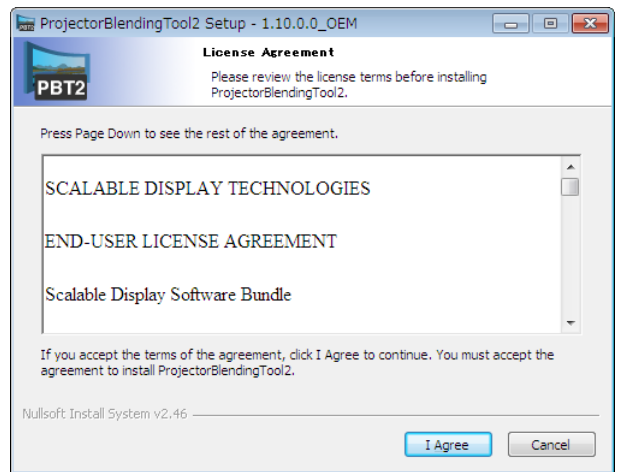 ProjectorBlendingTool2 Setup - 1.10.0.0_OEM
PBT2
License Agreement
Please review the license terms before installing
ProjectorBlendingTool2.
Press Page Down to see the rest of the agreement.
SCALABLE DISPLAY TECHNOLOGIES
END-USER LICENSE AGREEMENT
Scalable Display Software Bundle
If you accept the terms of the agreement, click I Agree to continue. You must accept the
agreement to install ProjectorBlendingTool2.
Nullsoft Install System v2.46
I Agree
Cancel